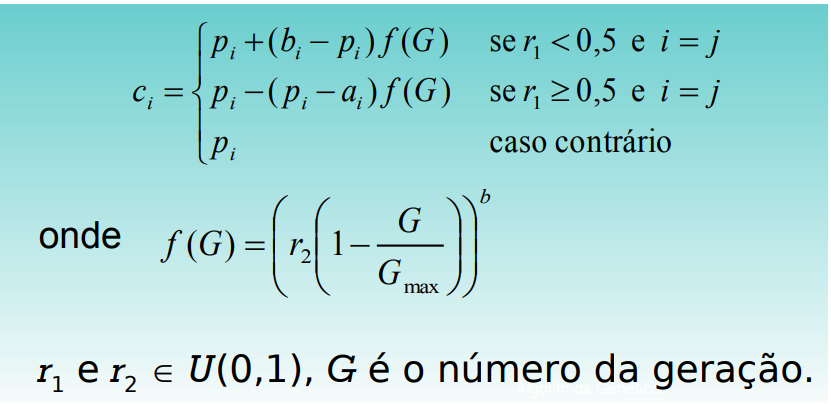 c_i = { p_i + (b_i − p_i) f(G) se r_1 < 0,5 e i = j
p_i − (p_i − a_i) f(G) se r_1 ≥ 0,5 e i = j
p_i caso contrário
onde f(G) = ( r_2 ( 1 − G / G_max ) )^b
r_1 e r_2 ∈ U(0,1), G é o número da geração.